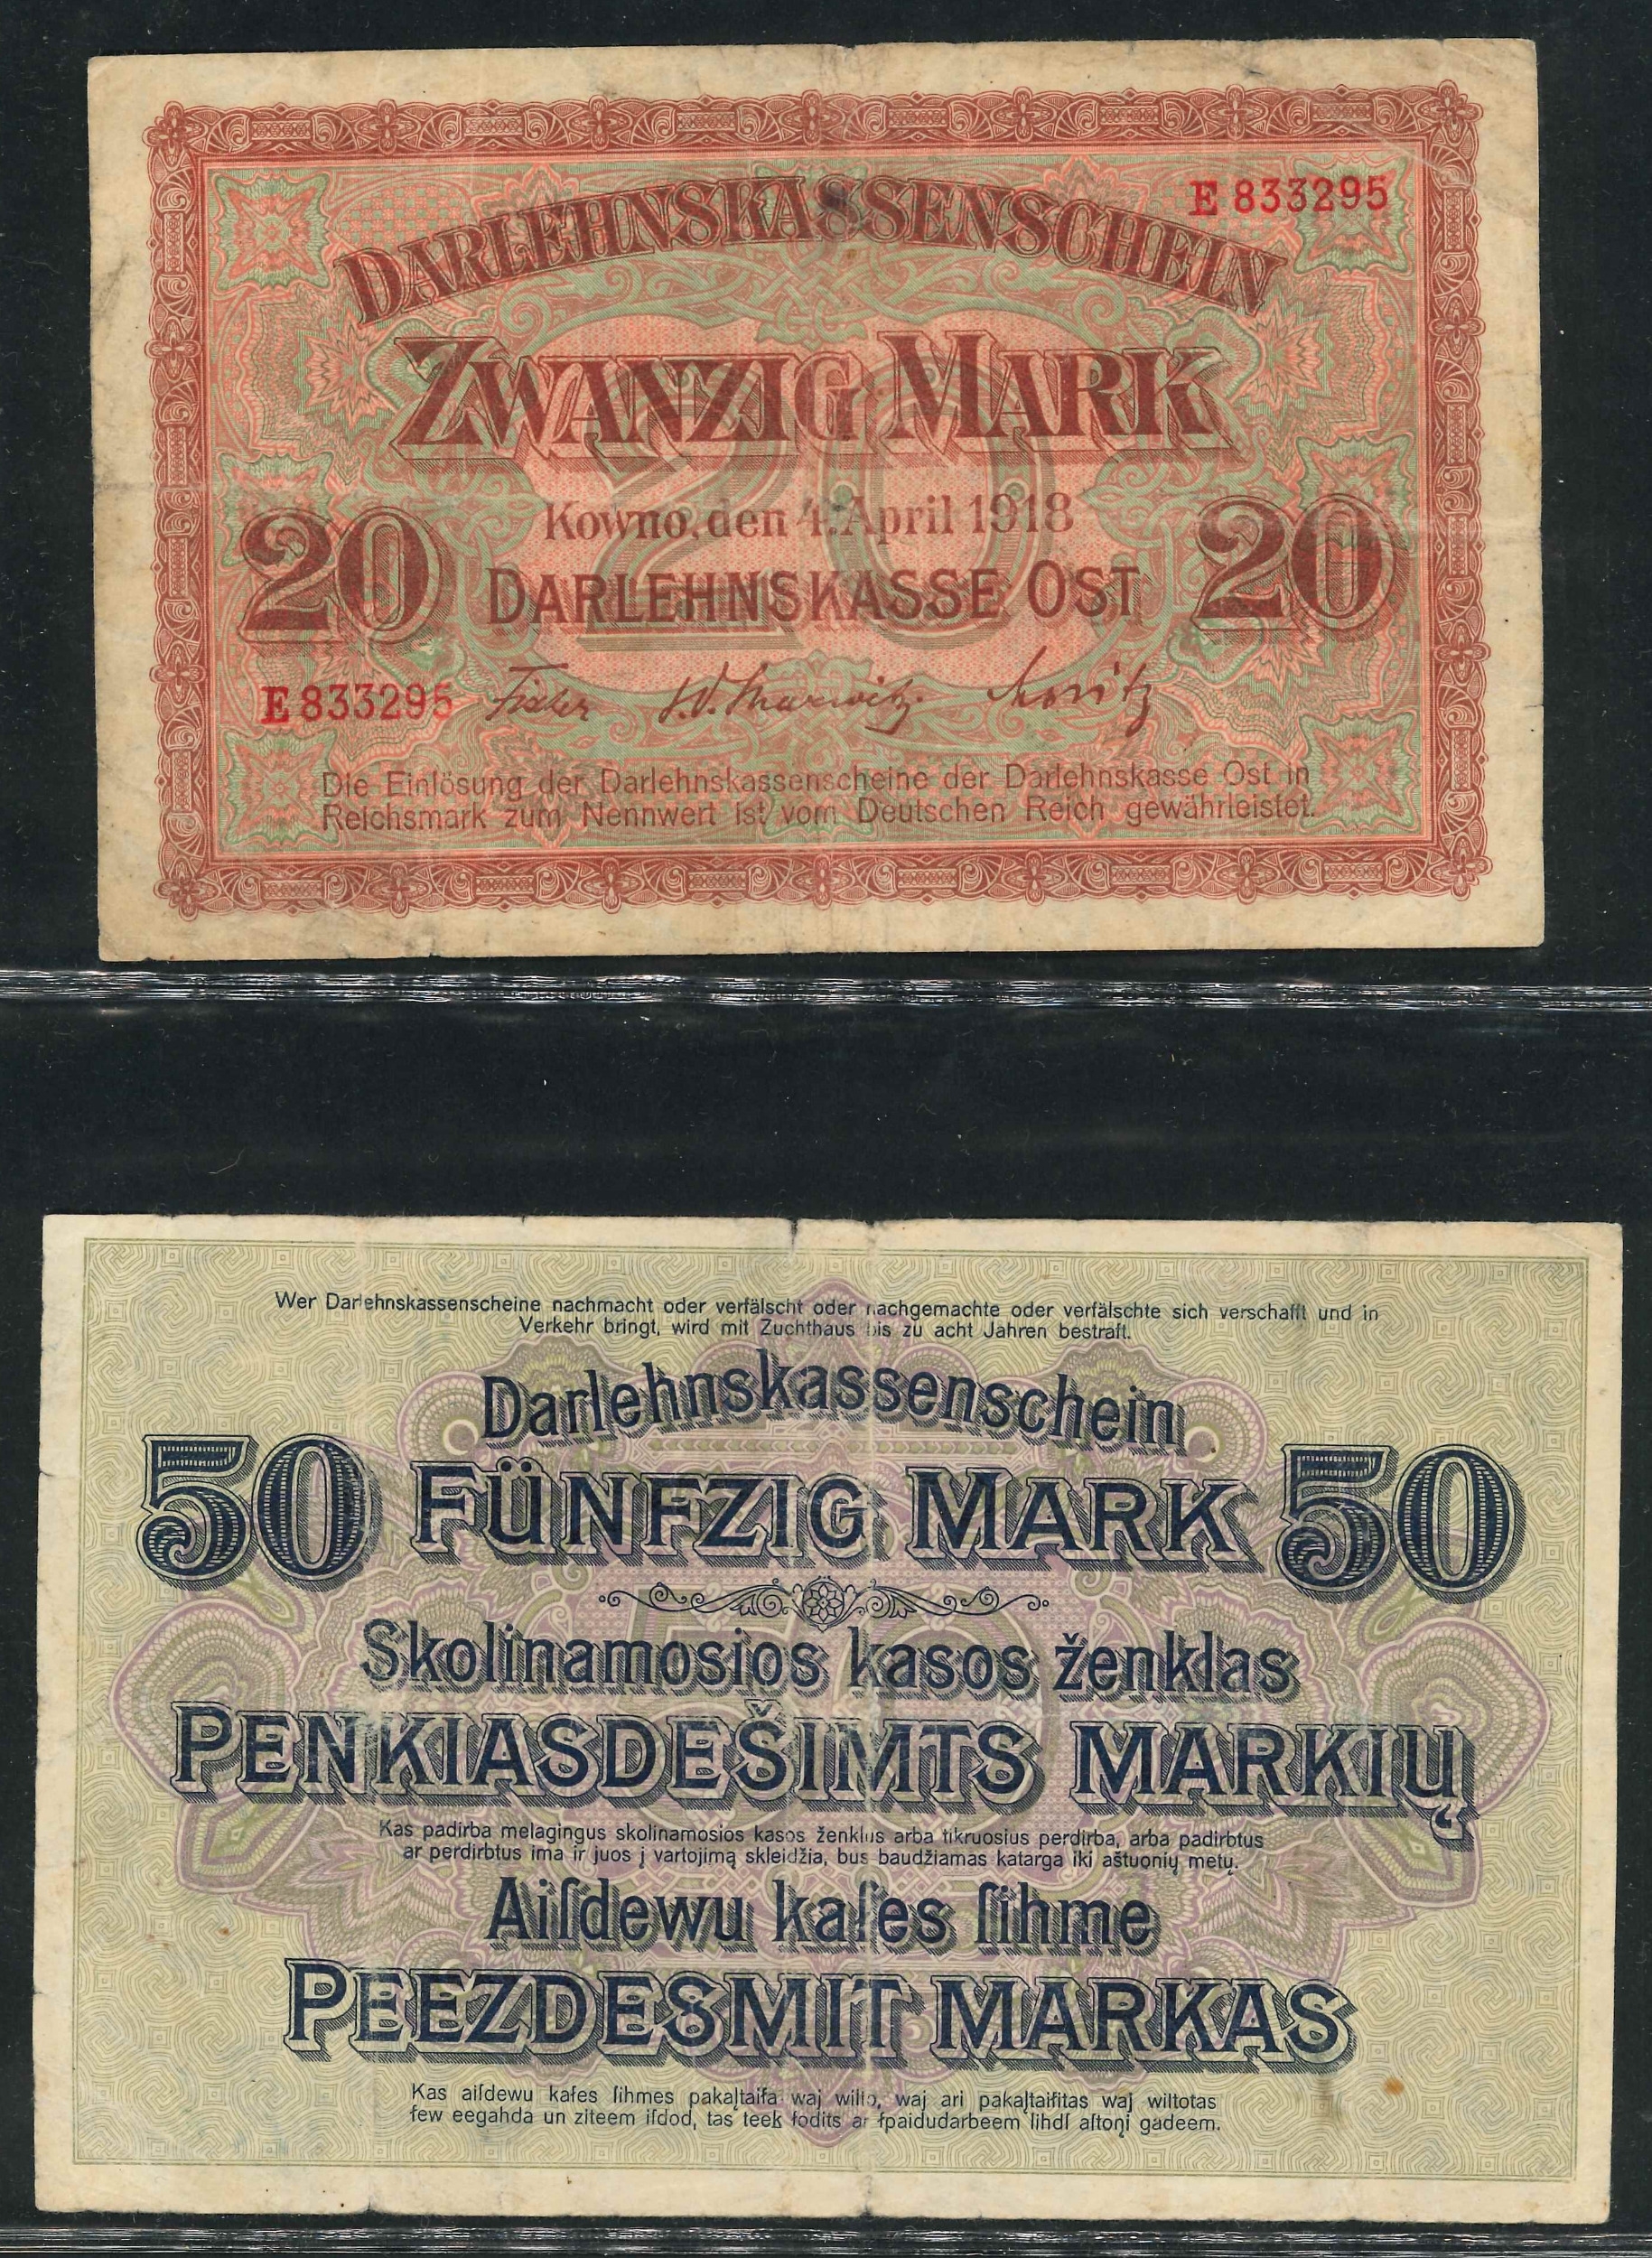 E 833295
DARLEHNSKASSENSCHEIN
ZWANZIG MARK
20
Kowno, den 4. April 1918
20 DARLEHNSKASSE OST 20
E 833295
Die Einlösung der Darlehnskassenscheine der Darlehnskasse Ost in
Reichsmark zum Nennwert ist vom Deutschen Reich gewährleistet.
Wer Darlehnskassenscheine nachmacht oder verfälscht oder nachgemachte oder verfälschte sich verschafft und in
Verkehr bringt, wird mit Zuchthaus bis zu acht Jahren bestraft.
Darlehnskassenschein
50 FÜNFZIG MARK 50
50
Skolinamosios kasos ženklas
PENKIASDEŠIMTS MARKIŲ
Kas padirba melagingus skolinamosios kasos ženklus arba tikruosius perdirba, arba padirbtus
ar perdirbtus ima ir juos į vartojimą skleidžia, bus baudžiamas katarga iki aštuonių metų.
Aiſdewu kaſes ſihme
PEEZDESMIT MARKAS
Kas aiſdewu kaſes ſihmes pakaļtaiſa waj wilto, waj ari pakaļtaiſitas waj wiltotas
ſew eegahda un ziteem iſdod, tas teek ſodits ar ſpaidudarbeem lihdſ aſtoņi gadeem.